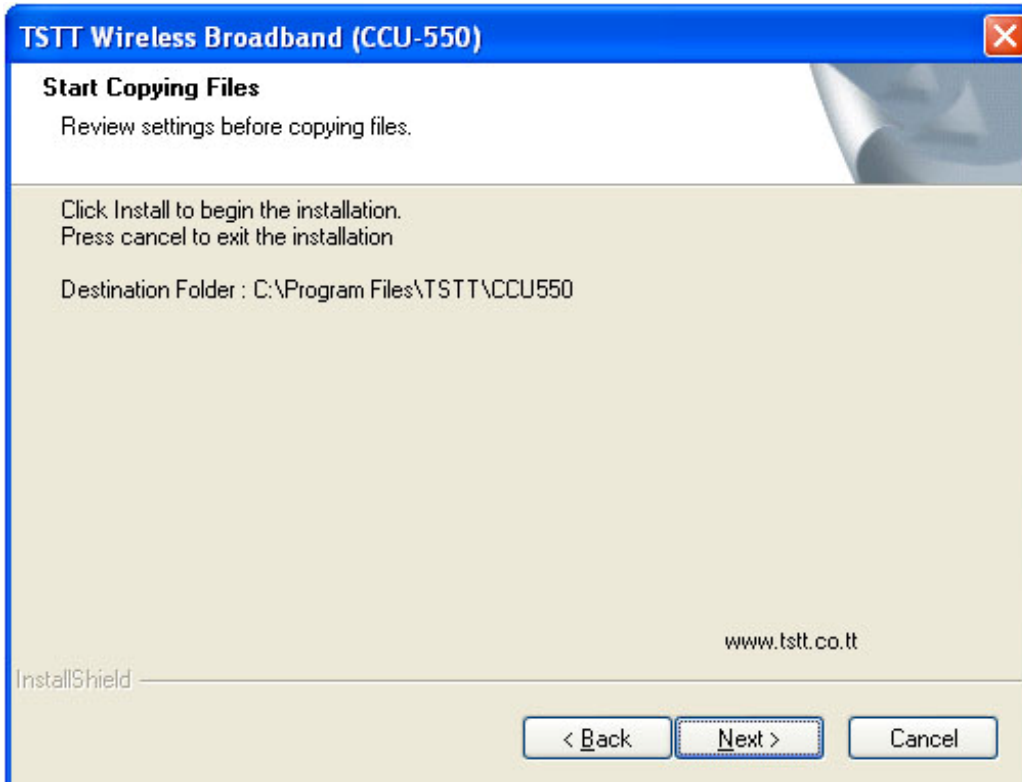 TSTT Wireless Broadband (CCU-550)
Start Copying Files
Review settings before copying files.
Click Install to begin the installation.
Press cancel to exit the installation
Destination Folder : C:\Program Files\TSTT\CCU550
www.tstt.co.tt
InstallShield
< Back Next > Cancel